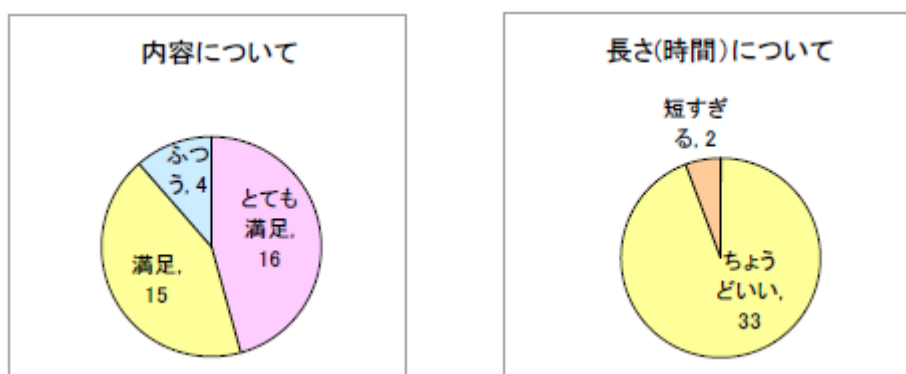 内容について
ふつ
う, 4
とても
満足,
16
満足,
15
長さ(時間)について
短すぎ
る, 2
ちょう
どいい,
33